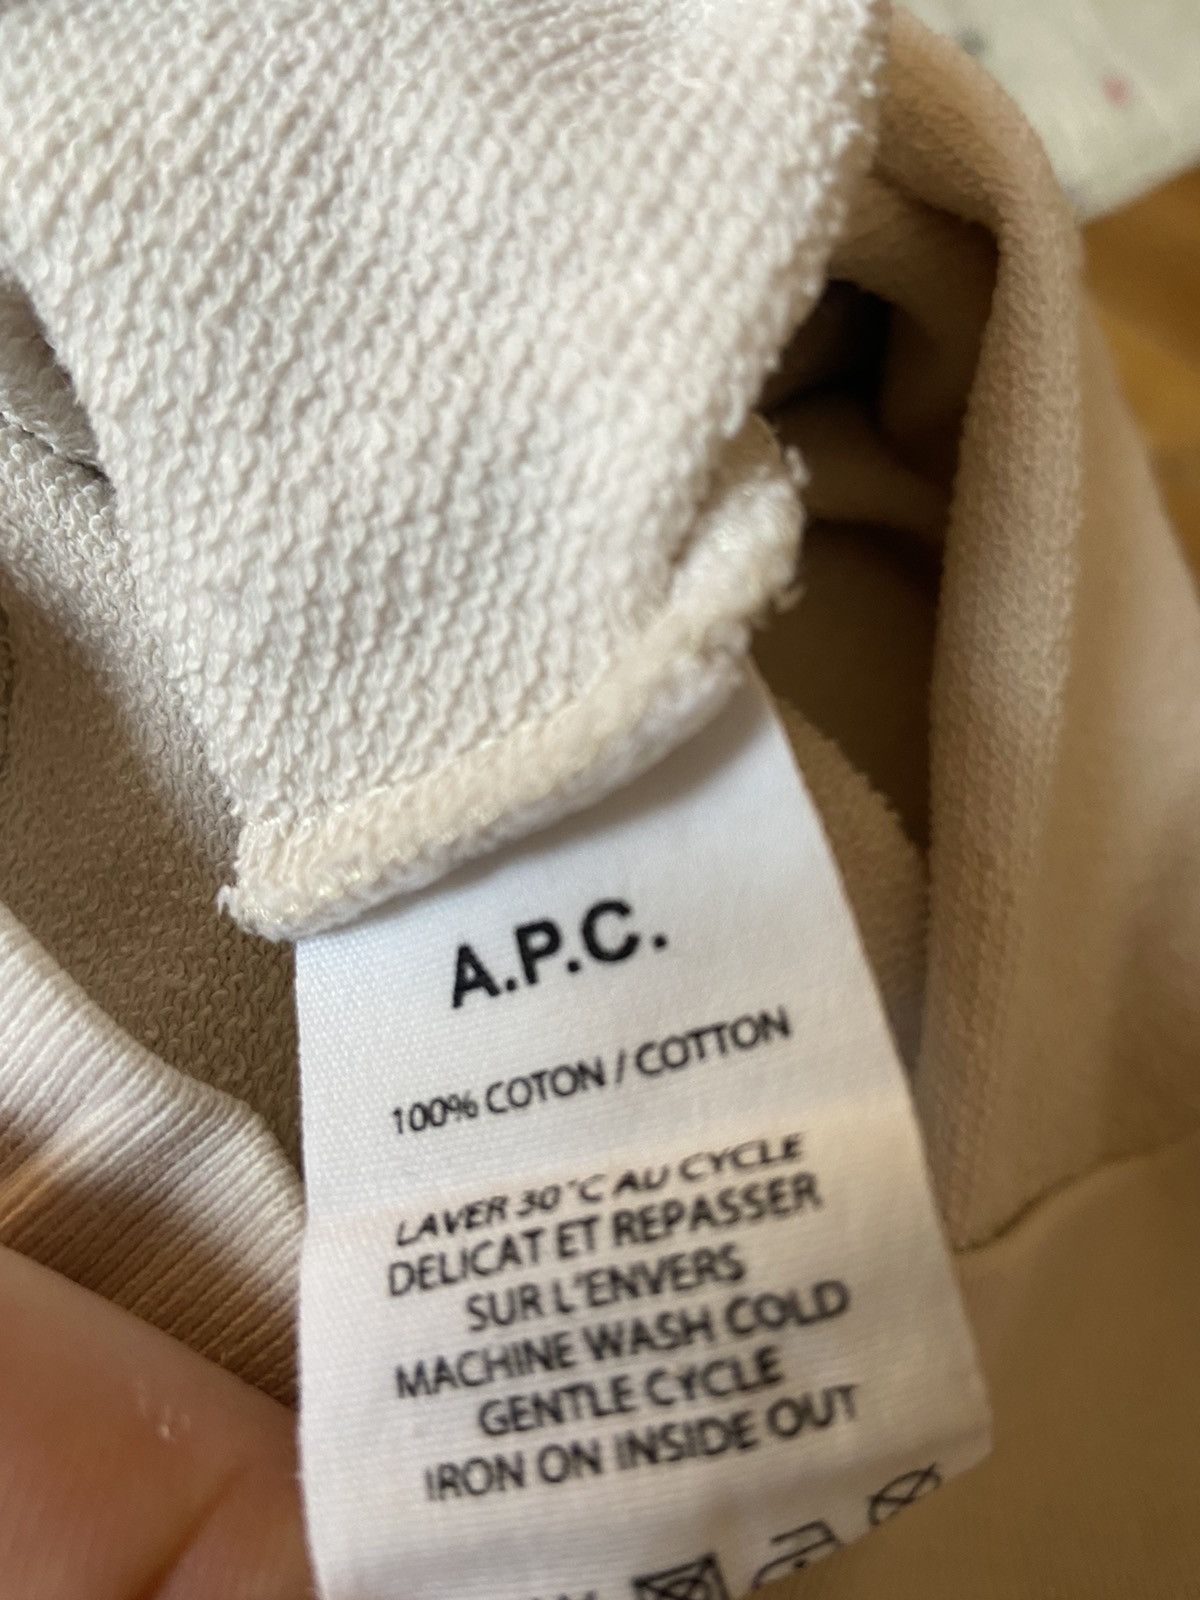 A.P.C.
100% COTON / COTTON
LAVER 30°C AU CYCLE
DELICAT ET REPASSER
SUR L'ENVERS
MACHINE WASH COLD
GENTLE CYCLE
IRON ON INSIDE OUT